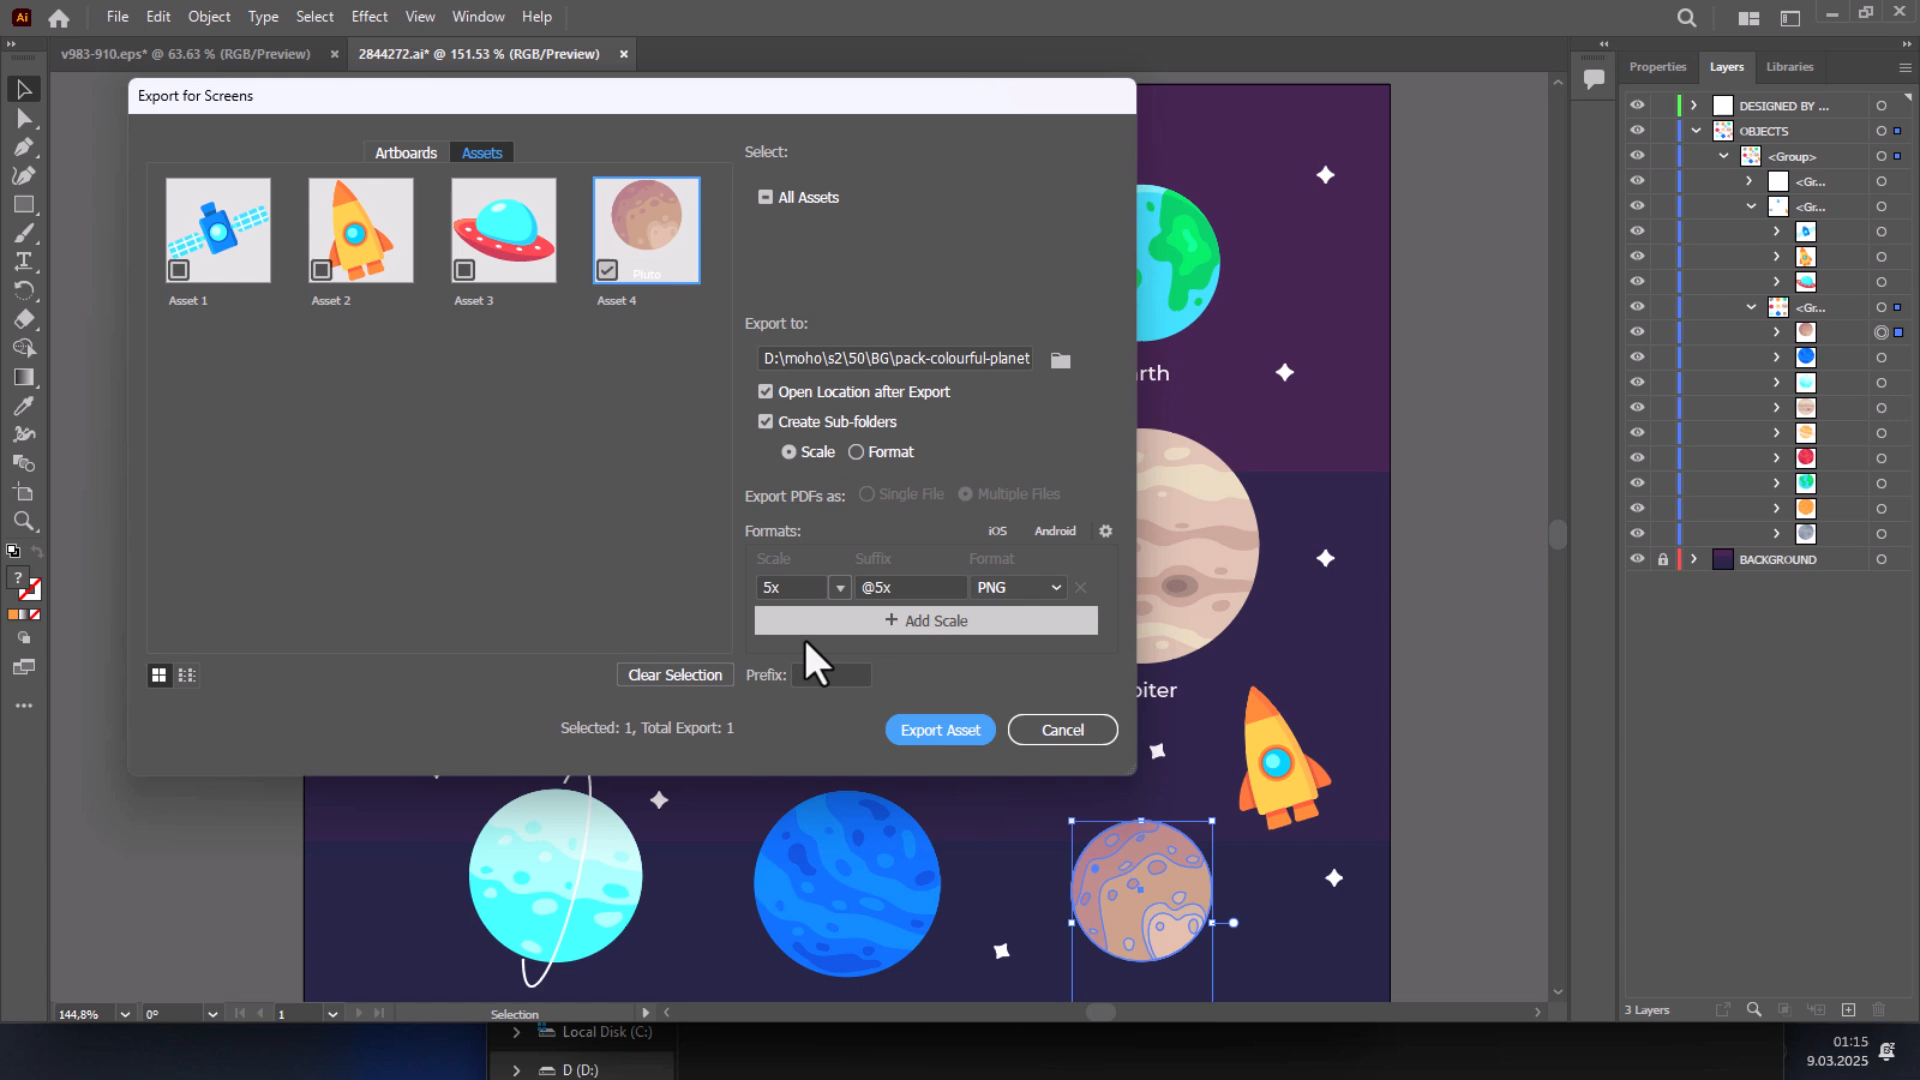 Ai
File Edit Object Type Select Effect View Window Help
v983-910.eps* @ 63.63 % (RGB/Preview)
2844272.ai* @ 151.53 % (RGB/Preview)
Properties Layers Libraries
Export for Screens
DESIGNED BY ...
OBJECTS
<Group>
<Gr...
<Gr...
<Gr...
BACKGROUND
Artboards Assets
Select:
All Assets
Pluto
Asset 1 Asset 2 Asset 3 Asset 4
Export to:
D:\moho\s2\50\BG\pack-colourful-planet
Open Location after Export
Create Sub-folders
Scale Format
Export PDFs as: Single File Multiple Files
Formats: iOS Android
Scale Suffix Format
5x @5x PNG
+ Add Scale
Clear Selection Prefix:
Selected: 1, Total Export: 1
Export Asset Cancel
rth
biter
?
144,8% 0° 1 Selection
3 Layers
Local Disk (C:)
D (D:)
01:15
9.03.2025